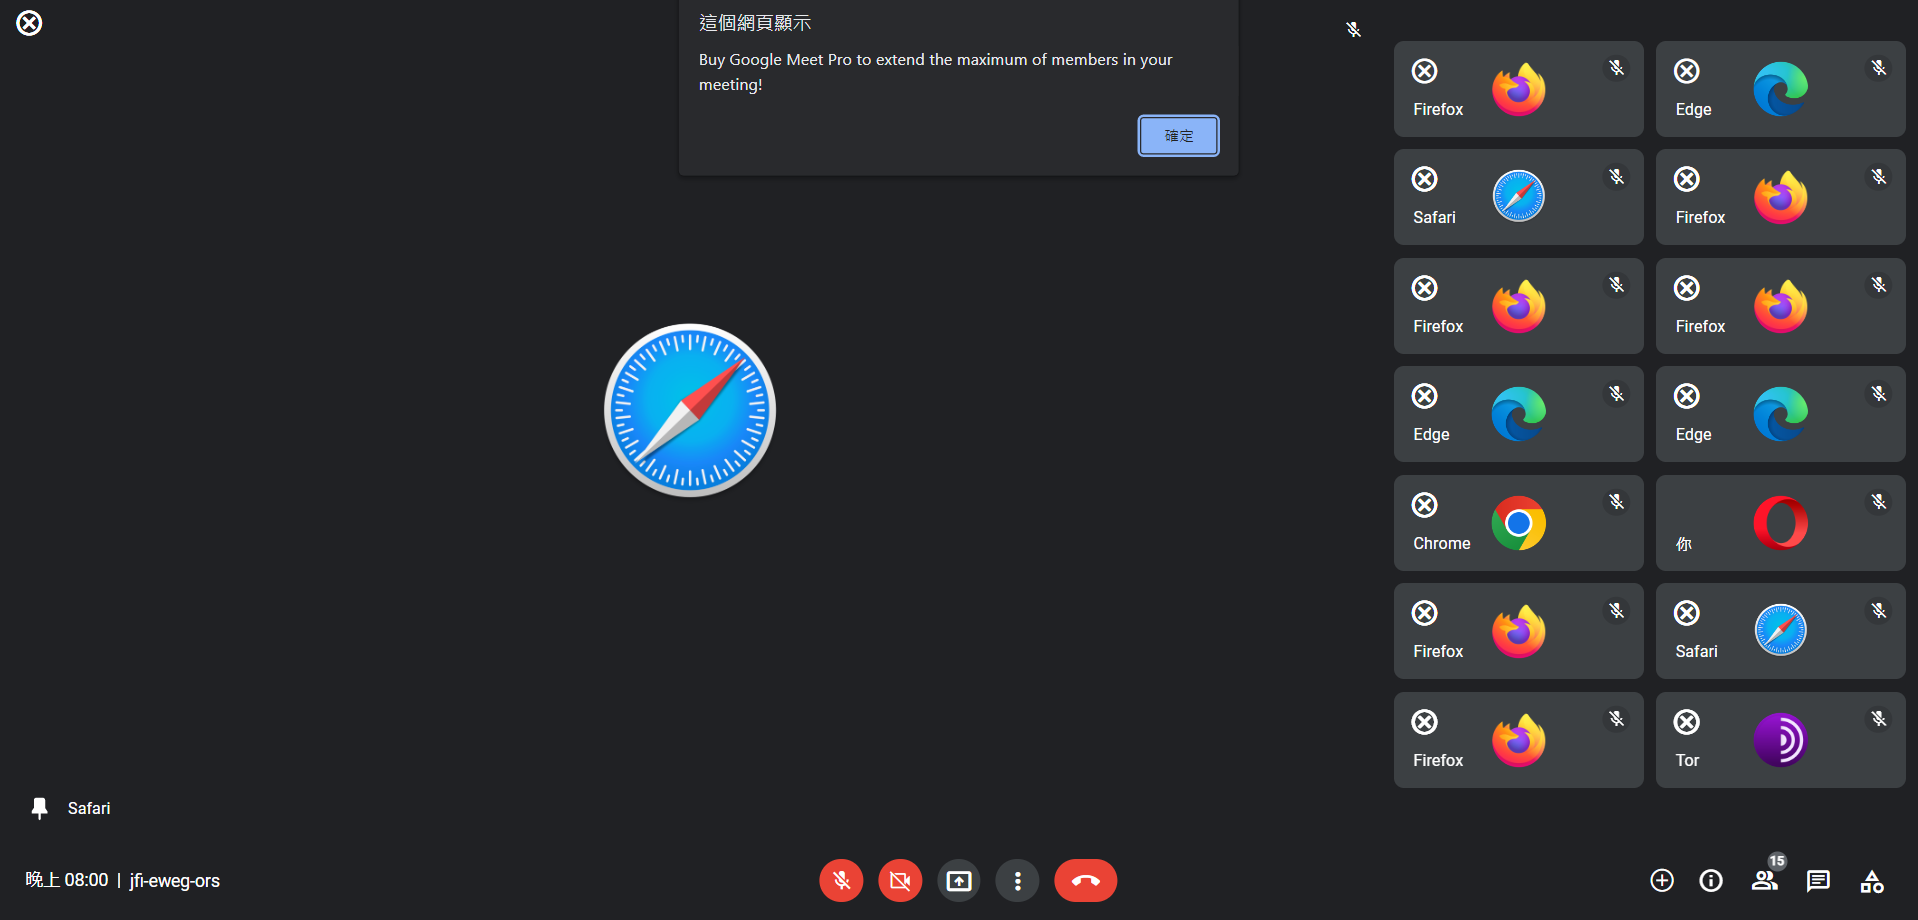 這個網頁顯示
Buy Google Meet Pro to extend the maximum of members in your
meeting!
確定
Firefox
Edge
Safari
Firefox
Firefox
Firefox
Edge
Edge
Chrome
你
Firefox
Safari
Firefox
Tor
Safari
晚上 08:00 | jfi-eweg-ors
15